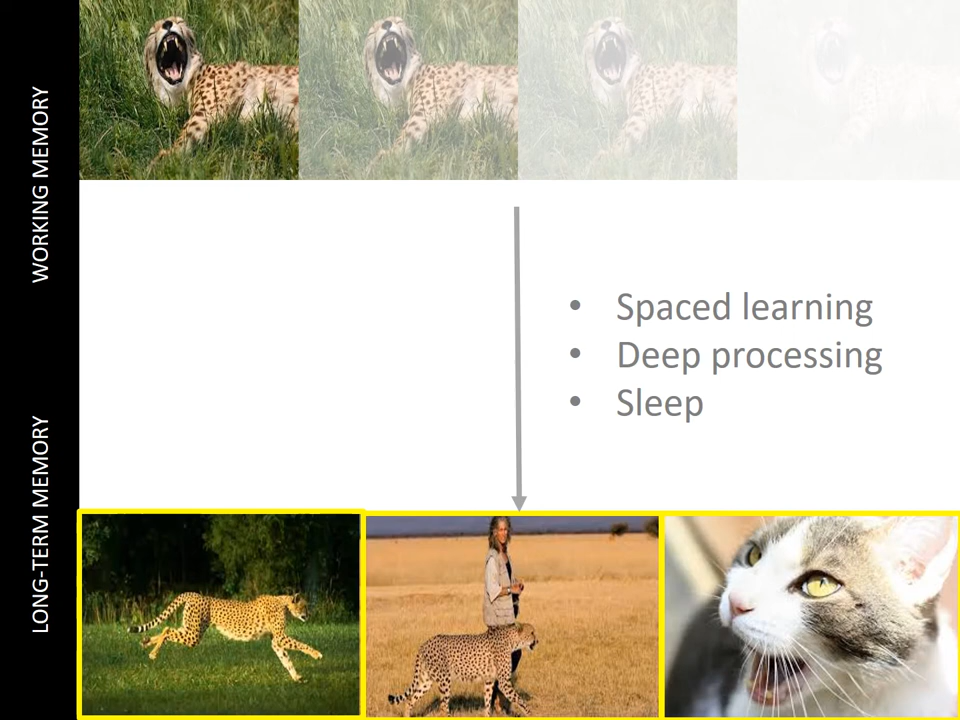 WORKING MEMORY
• Spaced learning
• Deep processing
• Sleep
LONG-TERM MEMORY